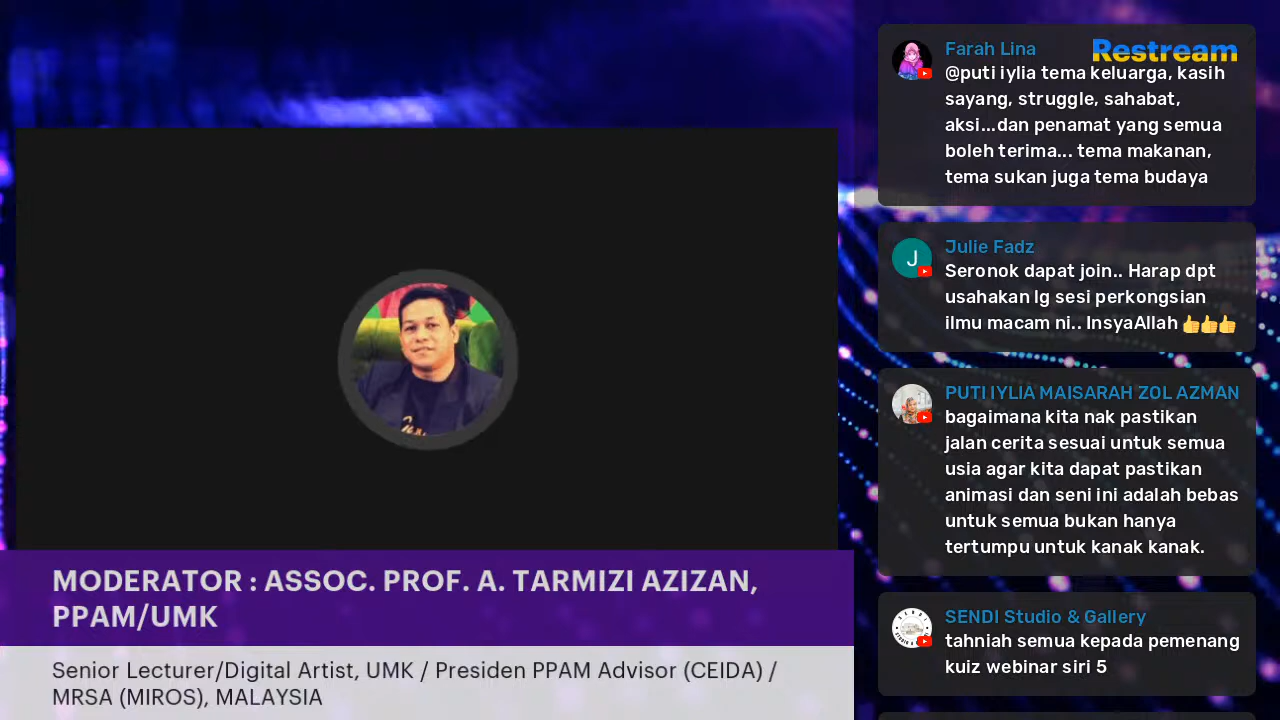 MODERATOR : ASSOC. PROF. A. TARMIZI AZIZAN,
PPAM/UMK
Senior Lecturer/Digital Artist, UMK / Presiden PPAM Advisor (CEIDA) /
MRSA (MIROS), MALAYSIA
Restream
Farah Lina
@puti iylia tema keluarga, kasih
sayang, struggle, sahabat,
aksi...dan penamat yang semua
boleh terima... tema makanan,
tema sukan juga tema budaya
J
Julie Fadz
Seronok dapat join.. Harap dpt
usahakan lg sesi perkongsian
ilmu macam ni.. InsyaAllah 👍👍👍
PUTI IYLIA MAISARAH ZOL AZMAN
bagaimana kita nak pastikan
jalan cerita sesuai untuk semua
usia agar kita dapat pastikan
animasi dan seni ini adalah bebas
untuk semua bukan hanya
tertumpu untuk kanak kanak.
SENDI Studio & Gallery
tahniah semua kepada pemenang
kuiz webinar siri 5